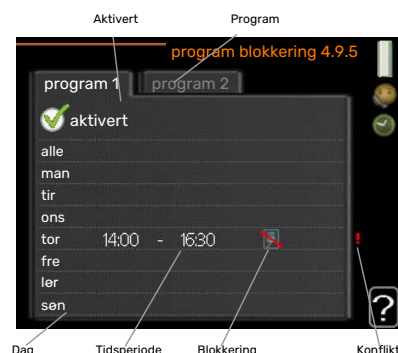 Aktivert Program
program blokkering 4.9.5
program 1 program 2
aktivert
alle
man
tir
ons
tor 14:00 - 16:30 !
fre
lør
søn
?
Dag Tidsperiode Blokkering Konflikt